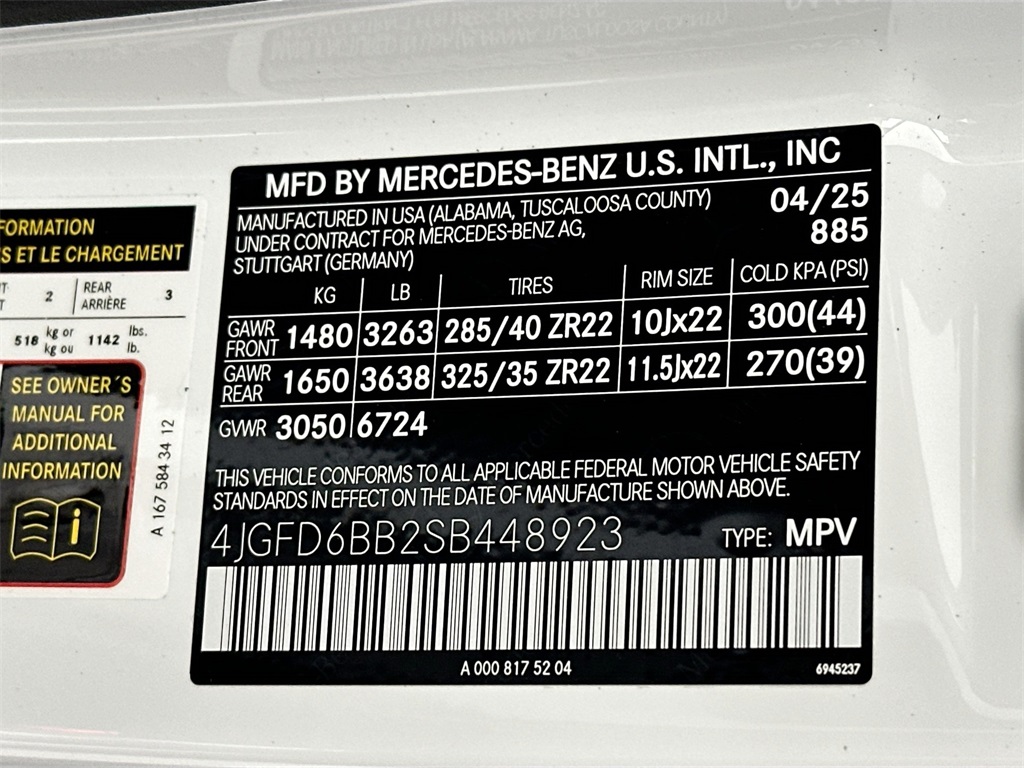 FORMATION
S ET LE CHARGEMENT
2 REAR ARRIÈRE 3
518 kg or kg ou 1142 lbs. lb.
SEE OWNER´S
MANUAL FOR
ADDITIONAL
INFORMATION
i
A 167 584 34 12
MFD BY MERCEDES-BENZ U.S. INTL., INC
MANUFACTURED IN USA (ALABAMA, TUSCALOOSA COUNTY) 04/25
UNDER CONTRACT FOR MERCEDES-BENZ AG, 885
STUTTGART (GERMANY)
KG LB TIRES RIM SIZE COLD KPA (PSI)
GAWR FRONT 1480 3263 285/40 ZR22 10Jx22 300(44)
GAWR REAR 1650 3638 325/35 ZR22 11.5Jx22 270(39)
GVWR 3050 6724
THIS VEHICLE CONFORMS TO ALL APPLICABLE FEDERAL MOTOR VEHICLE SAFETY
STANDARDS IN EFFECT ON THE DATE OF MANUFACTURE SHOWN ABOVE.
4JGFD6BB2SB448923 TYPE: MPV
A 000 817 52 04 6945237